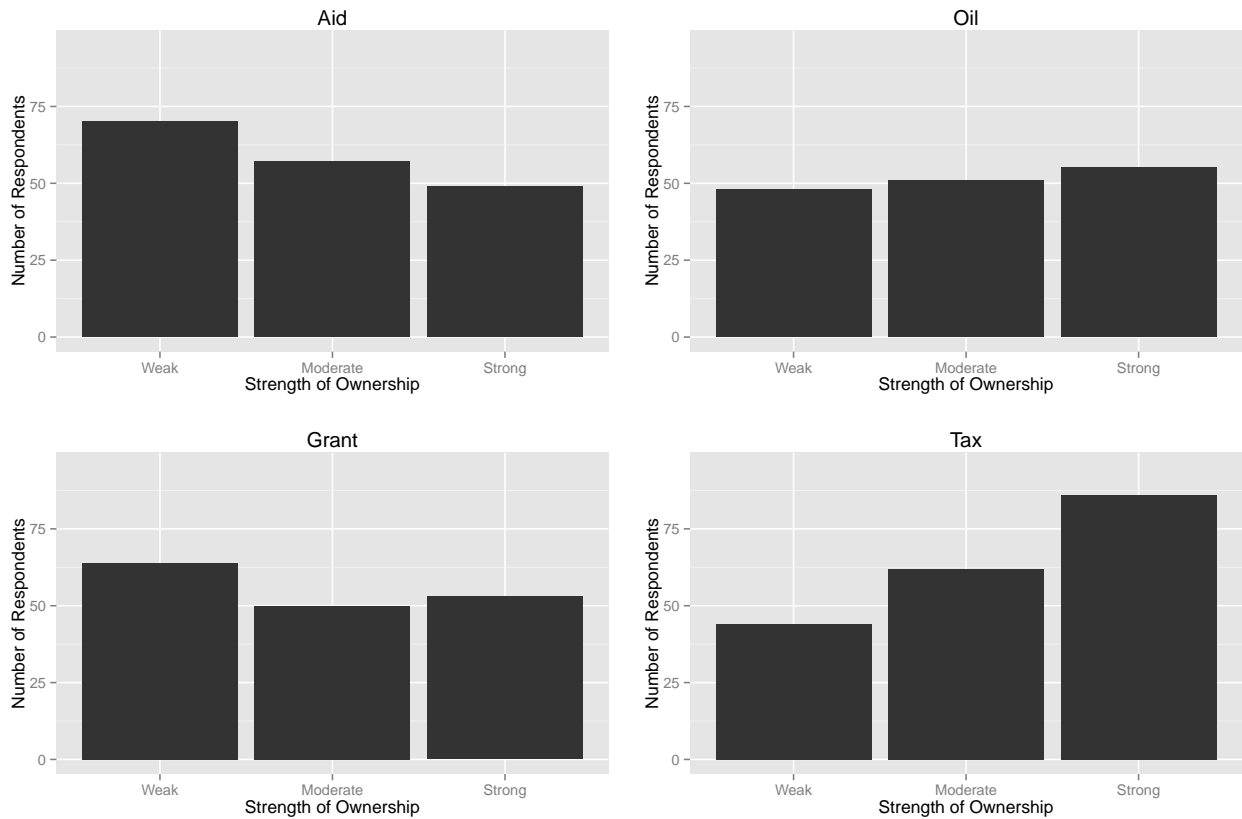 Aid
Number of Respondents
75
50
25
0
Weak Moderate Strong
Strength of Ownership
Oil
Number of Respondents
75
50
25
0
Weak Moderate Strong
Strength of Ownership
Grant
Number of Respondents
75
50
25
0
Weak Moderate Strong
Strength of Ownership
Tax
Number of Respondents
75
50
25
0
Weak Moderate Strong
Strength of Ownership